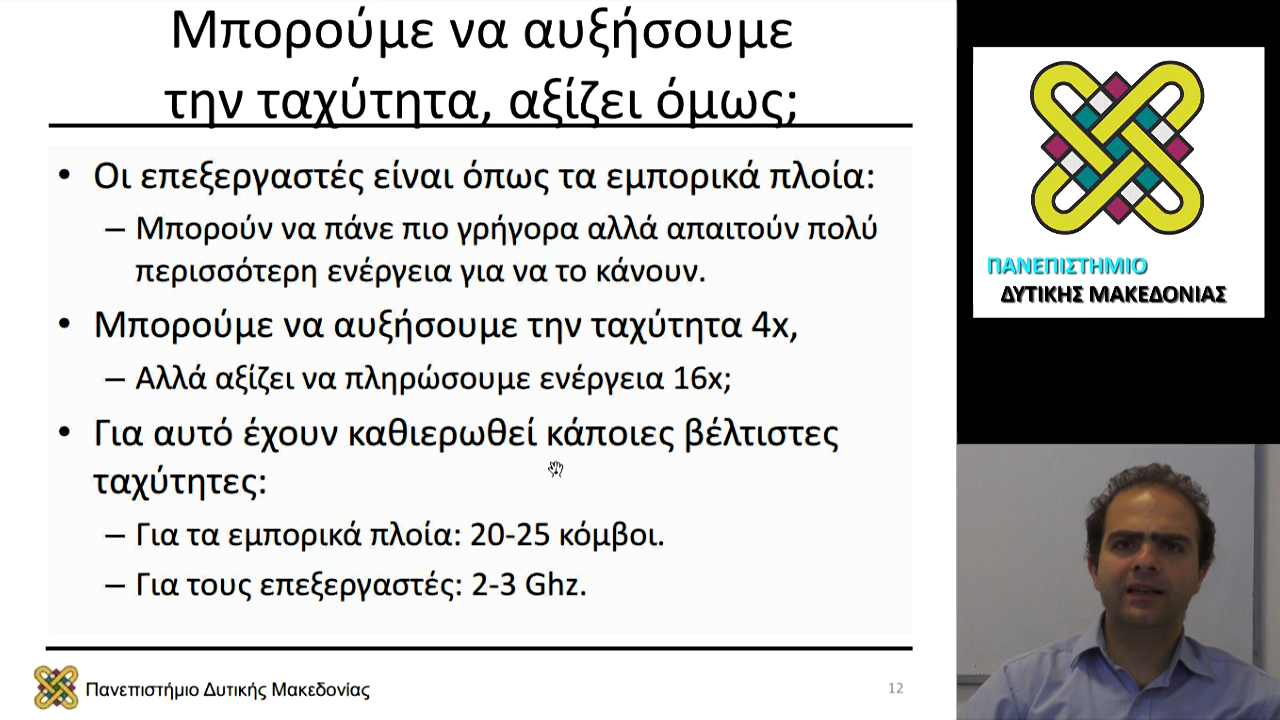 Μπορούμε να αυξήσουμε
την ταχύτητα, αξίζει όμως;
• Οι επεξεργαστές είναι όπως τα εμπορικά πλοία:
– Μπορούν να πάνε πιο γρήγορα αλλά απαιτούν πολύ
περισσότερη ενέργεια για να το κάνουν.
• Μπορούμε να αυξήσουμε την ταχύτητα 4x,
– Αλλά αξίζει να πληρώσουμε ενέργεια 16x;
• Για αυτό έχουν καθιερωθεί κάποιες βέλτιστες
ταχύτητες:
– Για τα εμπορικά πλοία: 20-25 κόμβοι.
– Για τους επεξεργαστές: 2-3 Ghz.
Πανεπιστήμιο Δυτικής Μακεδονίας
12
ΠΑΝΕΠΙΣΤΗΜΙΟ
ΔΥΤΙΚΗΣ ΜΑΚΕΔΟΝΙΑΣ